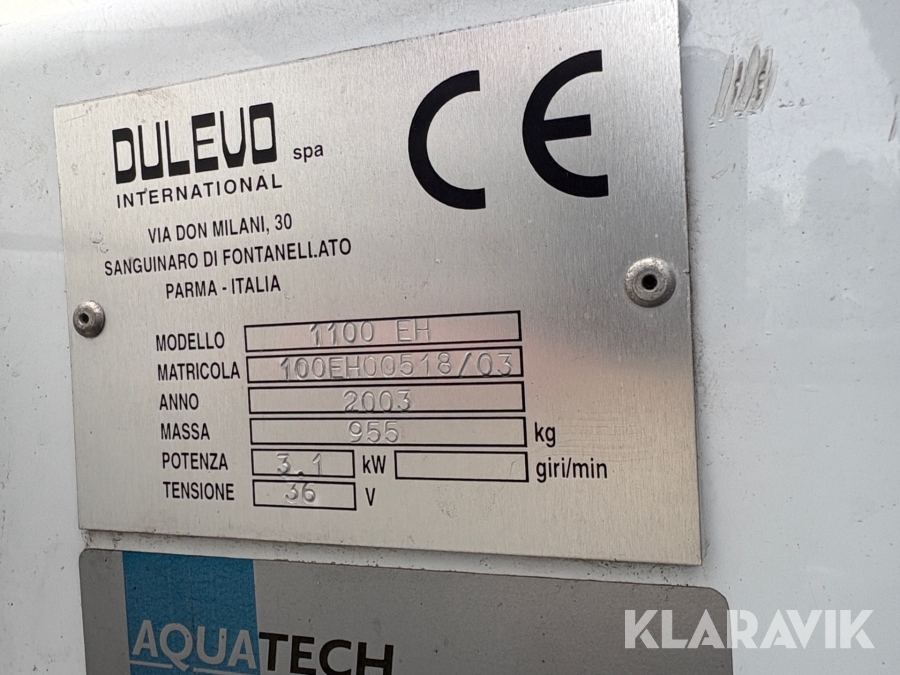 DULEVO spa
INTERNATIONAL
CE
VIA DON MILANI, 30
SANGUINARO DI FONTANELLATO
PARMA - ITALIA
MODELLO 1100 EH
MATRICOLA 100EH00518/03
ANNO 2003
MASSA 955 kg
POTENZA 3.1 kW giri/min
TENSIONE 36 V
AQUATECH
KLARAVIK